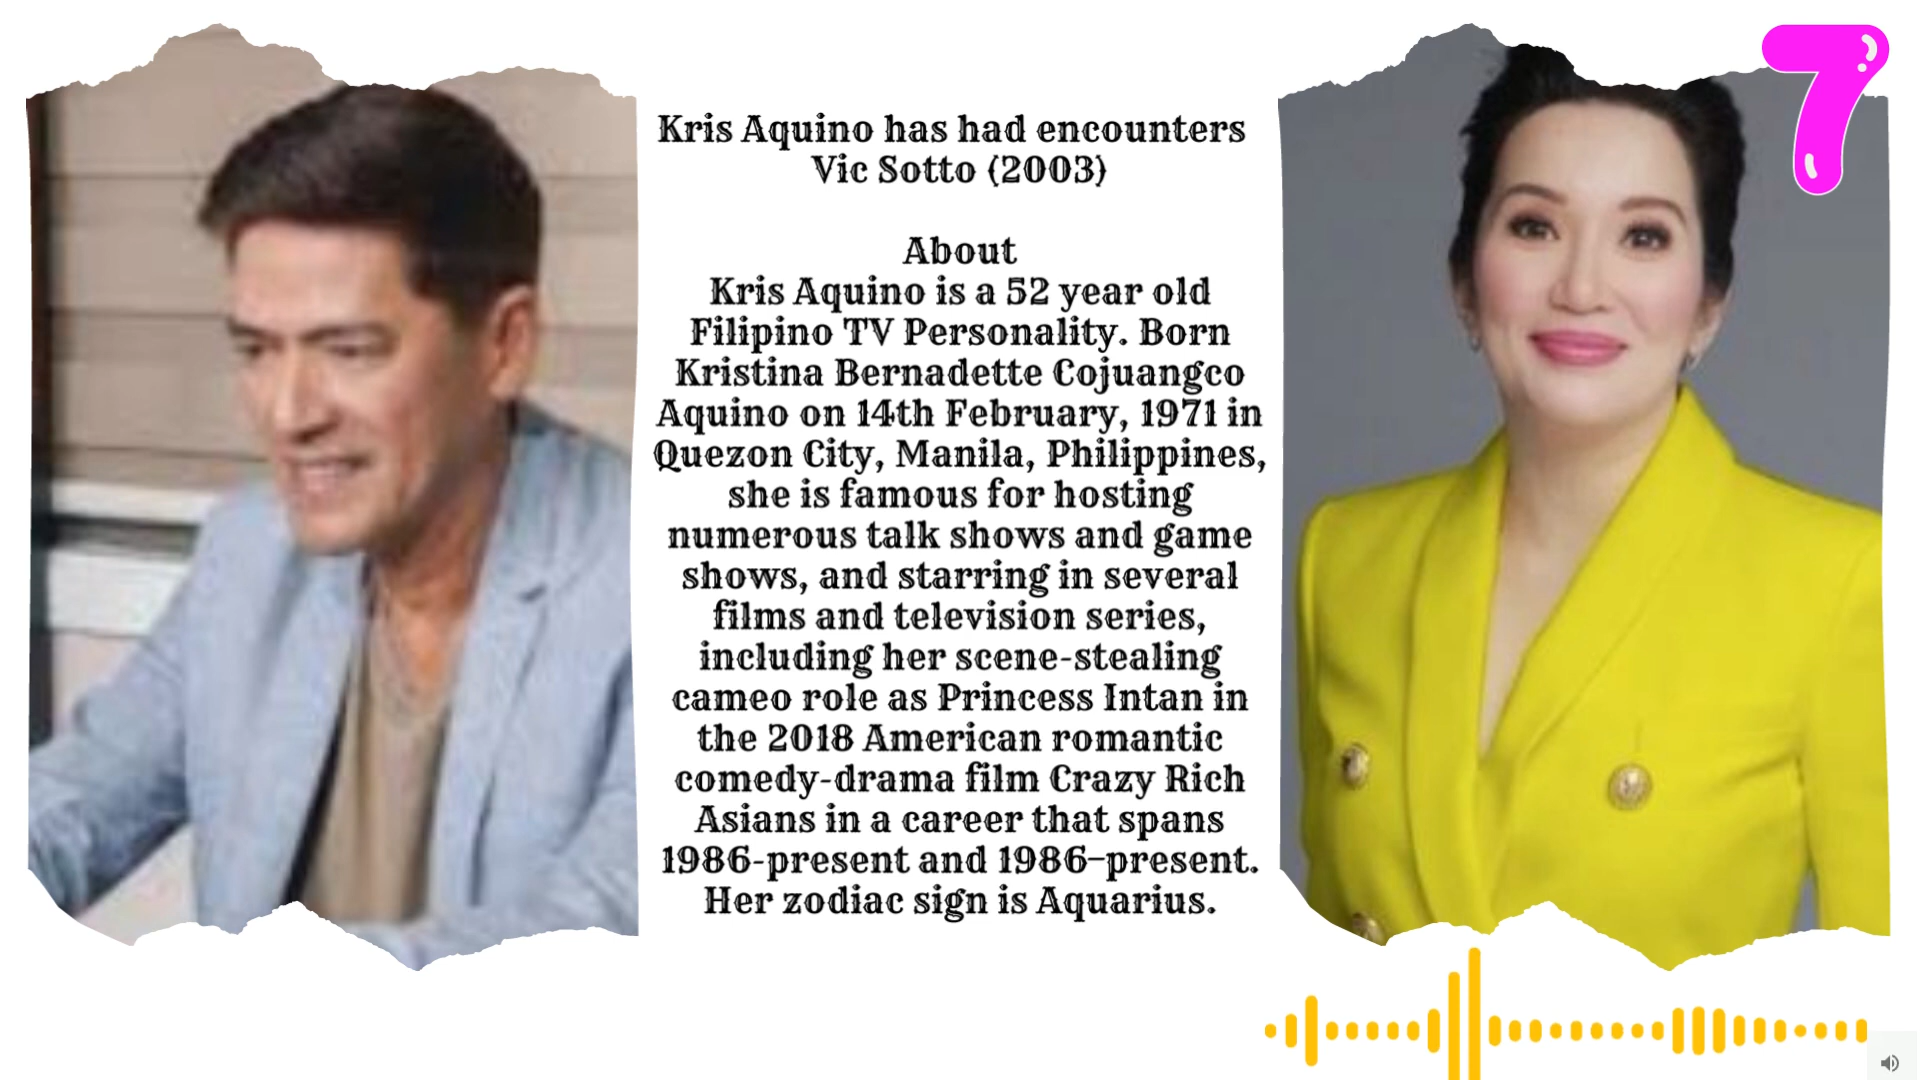 7
Kris Aquino has had encounters
Vic Sotto (2003)
About
Kris Aquino is a 52 year old
Filipino TV Personality. Born
Kristina Bernadette Cojuangco
Aquino on 14th February, 1971 in
Quezon City, Manila, Philippines,
she is famous for hosting
numerous talk shows and game
shows, and starring in several
films and television series,
including her scene-stealing
cameo role as Princess Intan in
the 2018 American romantic
comedy-drama film Crazy Rich
Asians in a career that spans
1986-present and 1986–present.
Her zodiac sign is Aquarius.